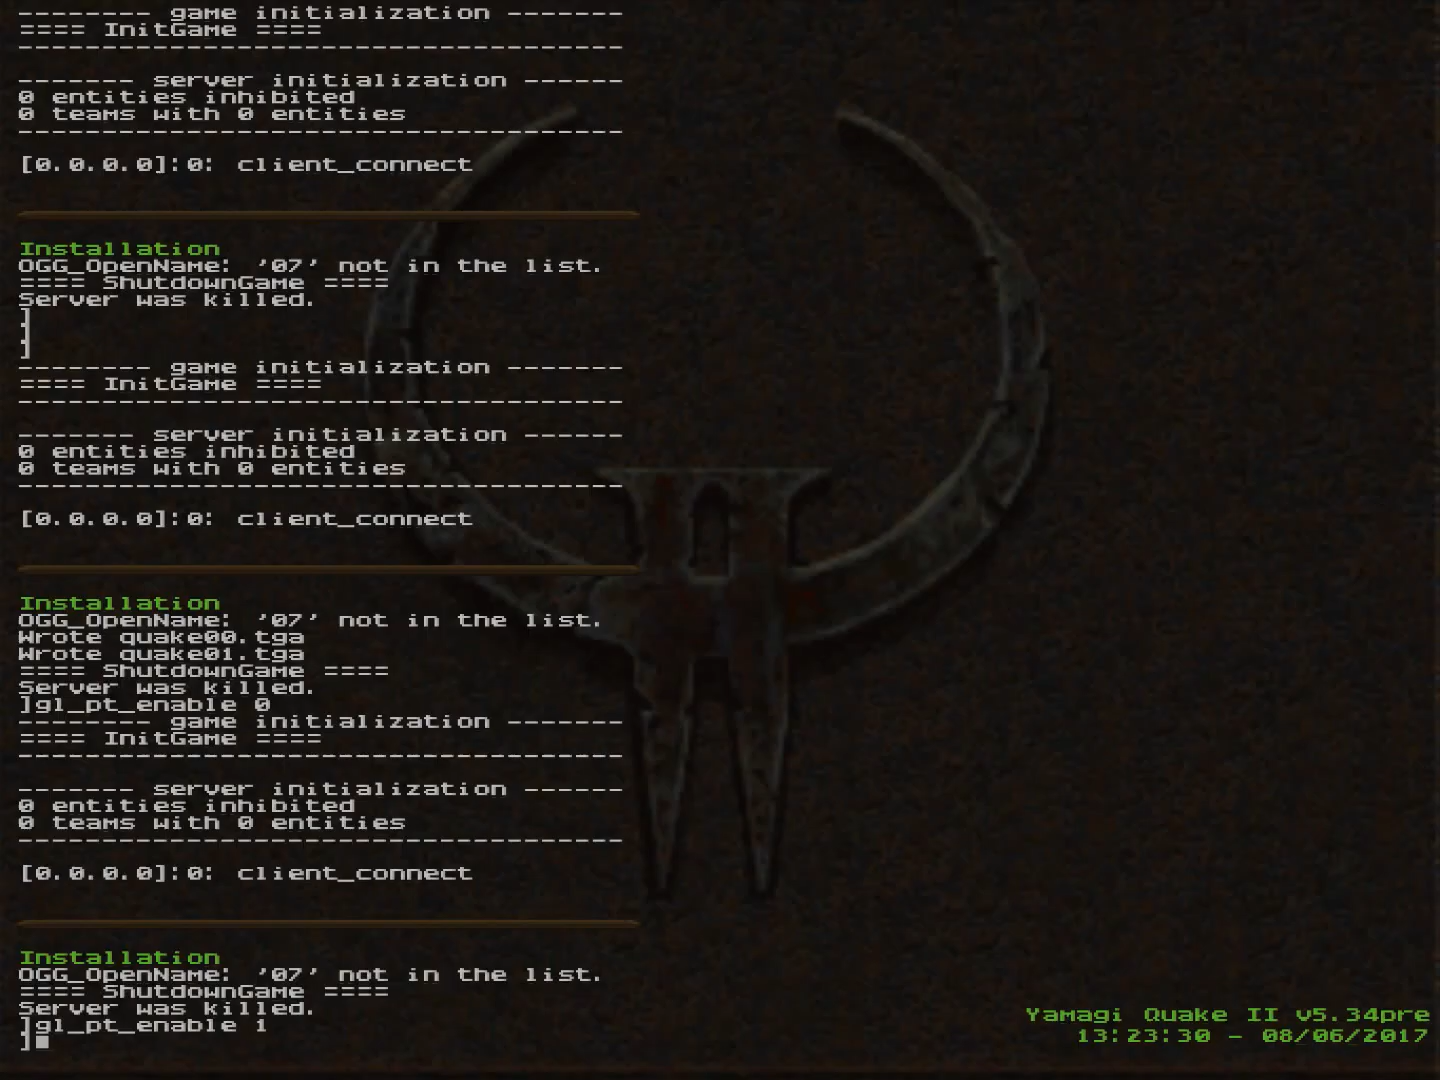 -------- game initialization -------
==== InitGame ====
------------------------------------
------- server initialization ------
0 entities inhibited
0 teams with 0 entities
------------------------------------
[0.0.0.0]:0: client_connect
Installation
OGG_OpenName: '07' not in the list.
==== ShutdownGame ====
Server was killed.
]
]
]
-------- game initialization -------
==== InitGame ====
------------------------------------
------- server initialization ------
0 entities inhibited
0 teams with 0 entities
------------------------------------
[0.0.0.0]:0: client_connect
Installation
OGG_OpenName: '07' not in the list.
Wrote quake00.tga
Wrote quake01.tga
==== ShutdownGame ====
Server was killed.
]gl_pt_enable 0
-------- game initialization -------
==== InitGame ====
------------------------------------
------- server initialization ------
0 entities inhibited
0 teams with 0 entities
------------------------------------
[0.0.0.0]:0: client_connect
Installation
OGG_OpenName: '07' not in the list.
==== ShutdownGame ====
Server was killed.
]gl_pt_enable 1
]
Yamagi Quake II v5.34pre
13:23:30 - 08/06/2017